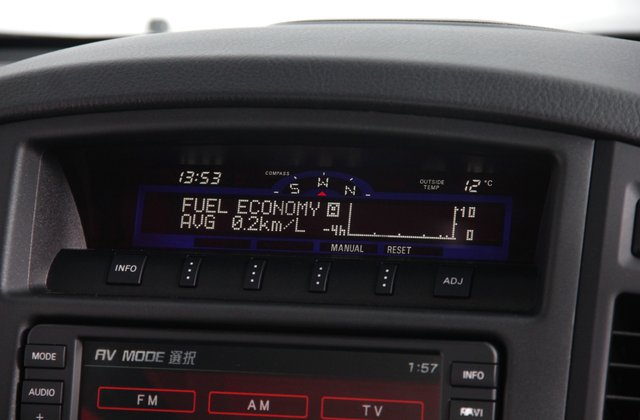 COMPASS
13:53 S W N OUTSIDE TEMP 12°C
FUEL ECONOMY 10
AVG 0.2km/L -4h 0
MANUAL RESET
INFO ADJ
MODE AV MODE 選択 1:57 INFO
AUDIO FM AM TV
+